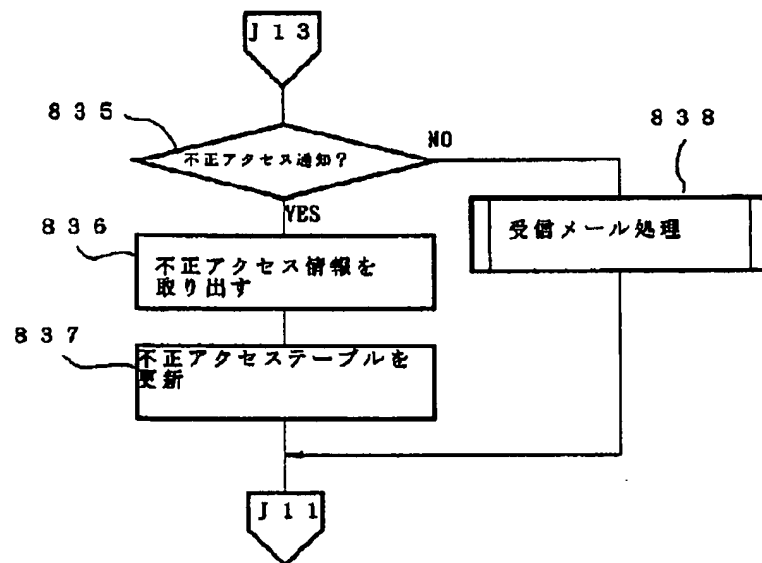 J13
835
不正アクセス通知?
NO
838
YES
受信メール処理
836
不正アクセス情報を
取り出す
837
不正アクセステーブルを
更新
J11